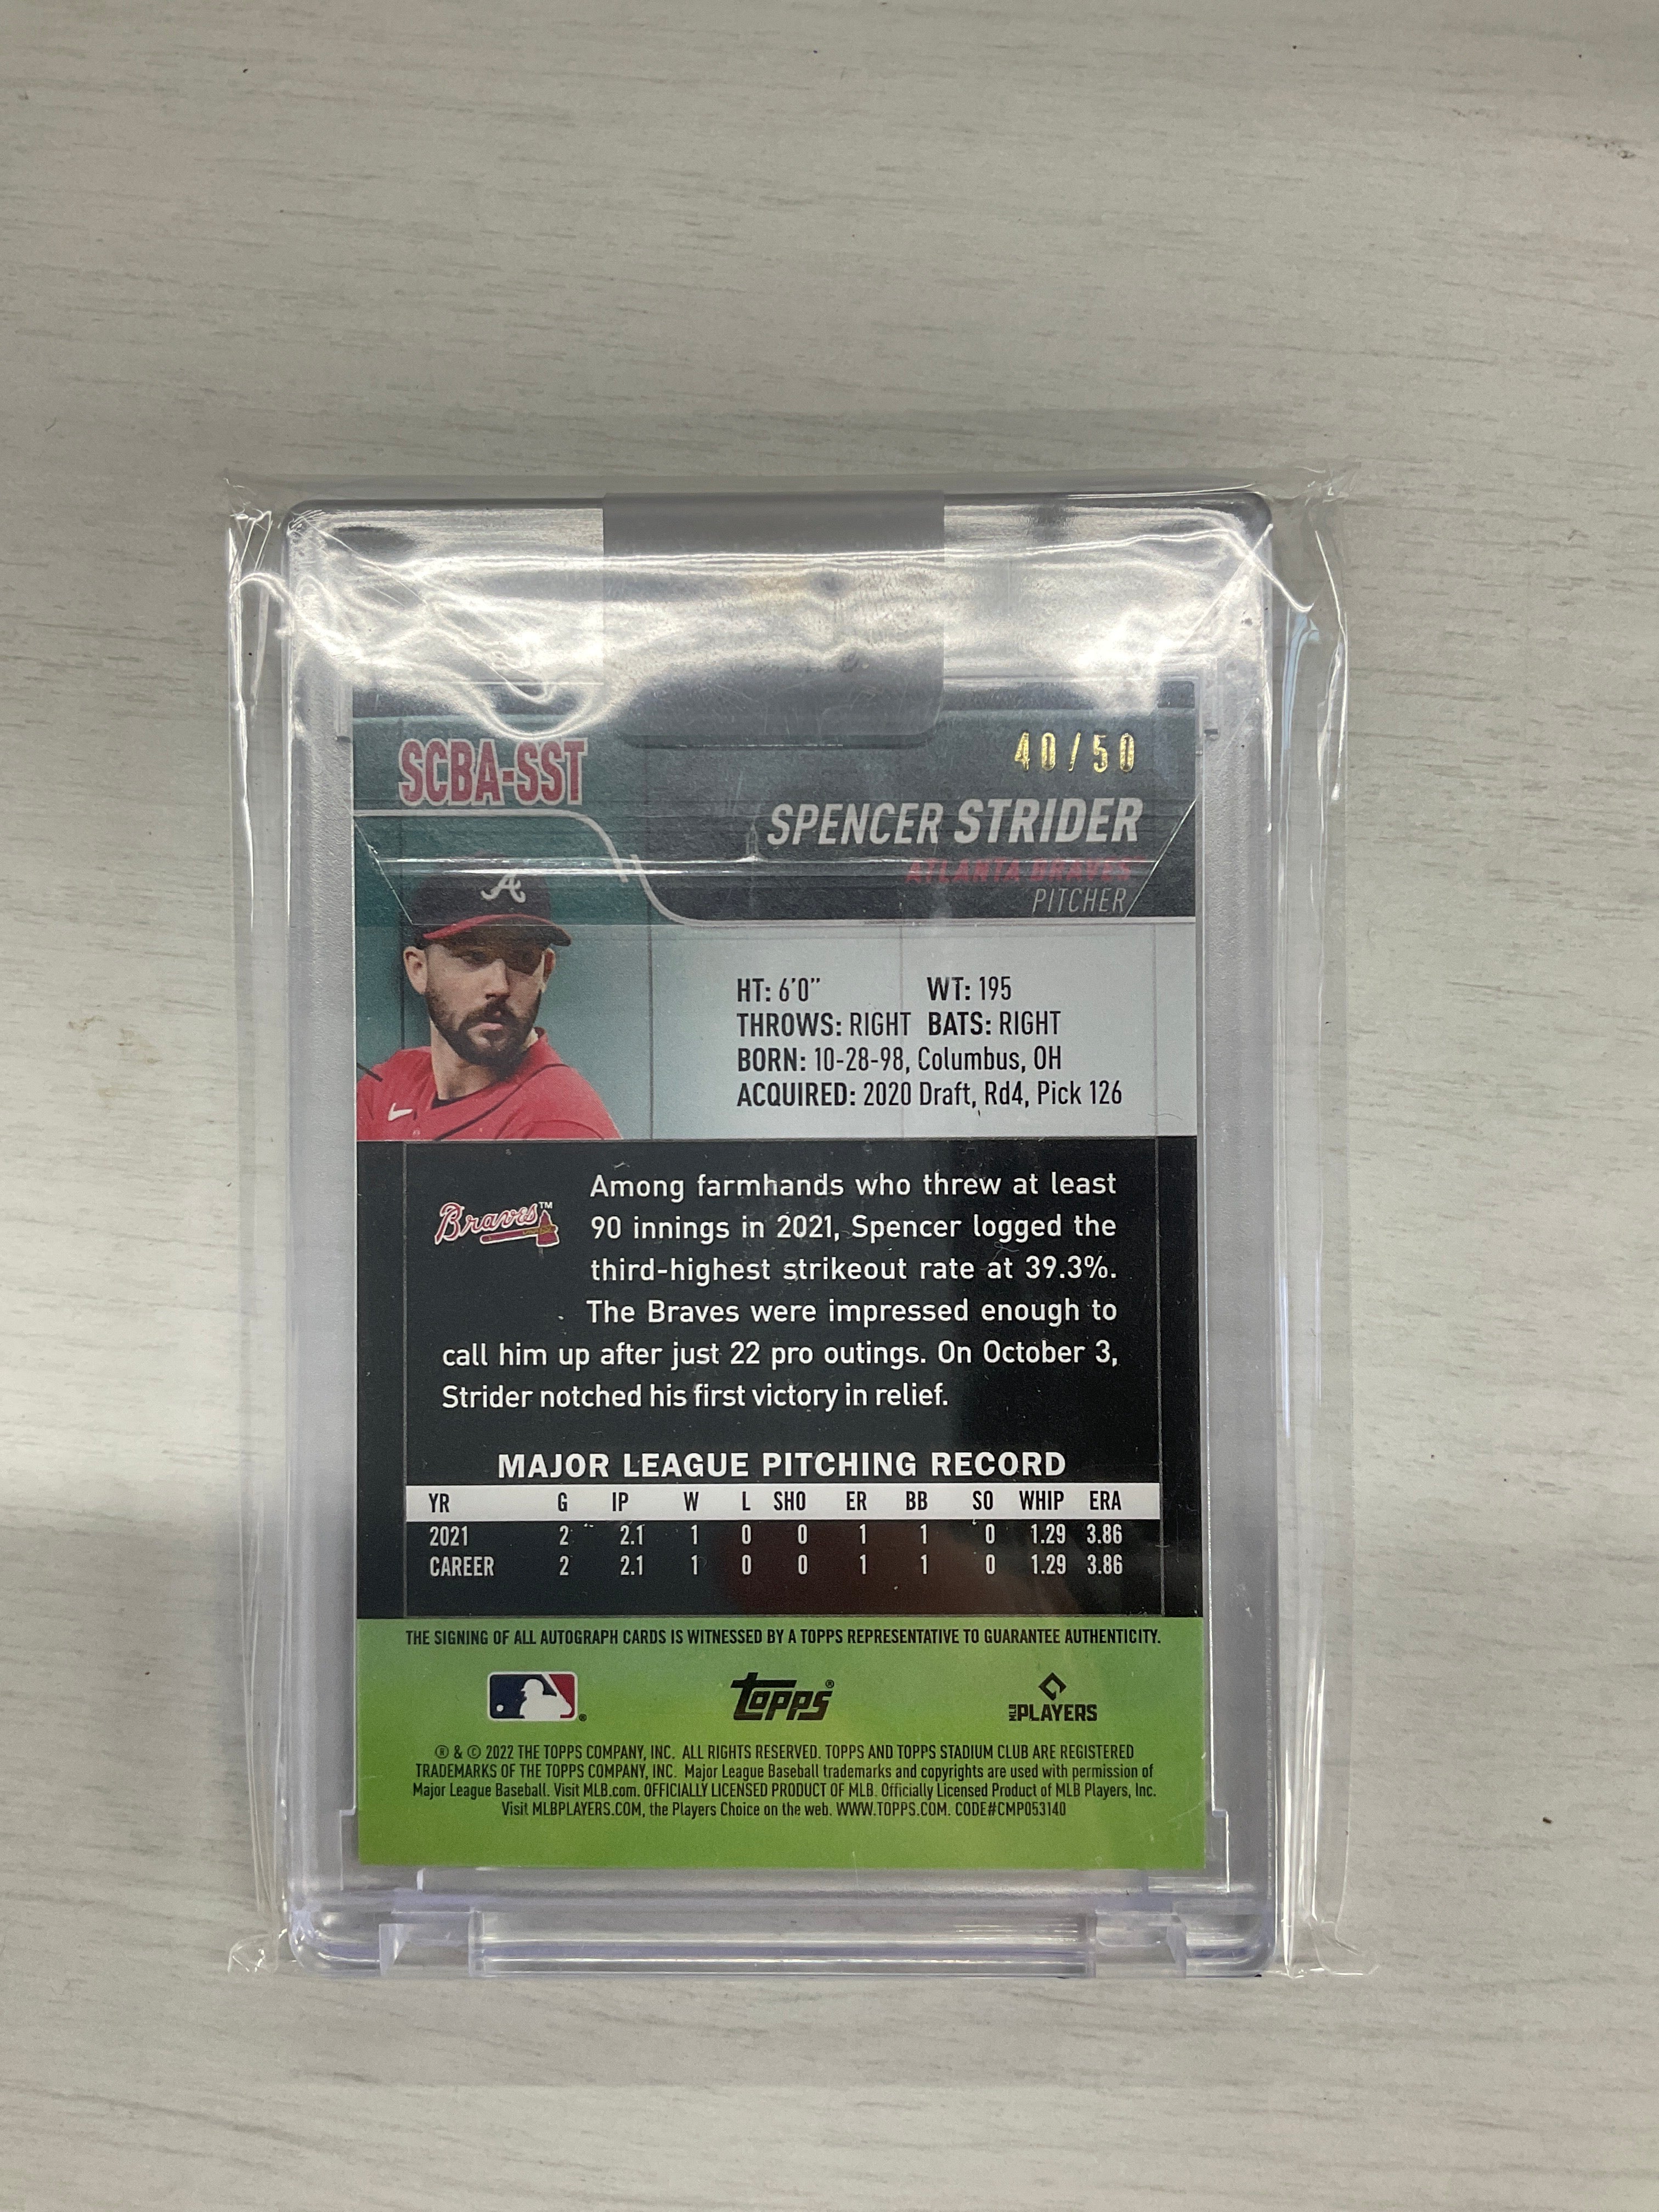 SCBA-SST
40/50
SPENCER STRIDER
ATLANTA BRAVES™
PITCHER
A
HT: 6'0" WT: 195
THROWS: RIGHT BATS: RIGHT
BORN: 10-28-98, Columbus, OH
ACQUIRED: 2020 Draft, Rd4, Pick 126
Braves™
Among farmhands who threw at least
90 innings in 2021, Spencer logged the
third-highest strikeout rate at 39.3%.
The Braves were impressed enough to
call him up after just 22 pro outings. On October 3,
Strider notched his first victory in relief.
MAJOR LEAGUE PITCHING RECORD
YR G IP W L SHO ER BB SO WHIP ERA
2021 2 2.1 1 0 0 1 1 0 1.29 3.86
CAREER 2 2.1 1 0 0 1 1 0 1.29 3.86
THE SIGNING OF ALL AUTOGRAPH CARDS IS WITNESSED BY A TOPPS REPRESENTATIVE TO GUARANTEE AUTHENTICITY.
® topps® MLB PLAYERS
® & © 2022 THE TOPPS COMPANY, INC. ALL RIGHTS RESERVED. TOPPS AND TOPPS STADIUM CLUB ARE REGISTERED
TRADEMARKS OF THE TOPPS COMPANY, INC. Major League Baseball trademarks and copyrights are used with permission of
Major League Baseball. Visit MLB.com. OFFICIALLY LICENSED PRODUCT OF MLB. Officially Licensed Product of MLB Players, Inc.
Visit MLBPLAYERS.COM, the Players Choice on the web. WWW.TOPPS.COM. CODE#CMP053140